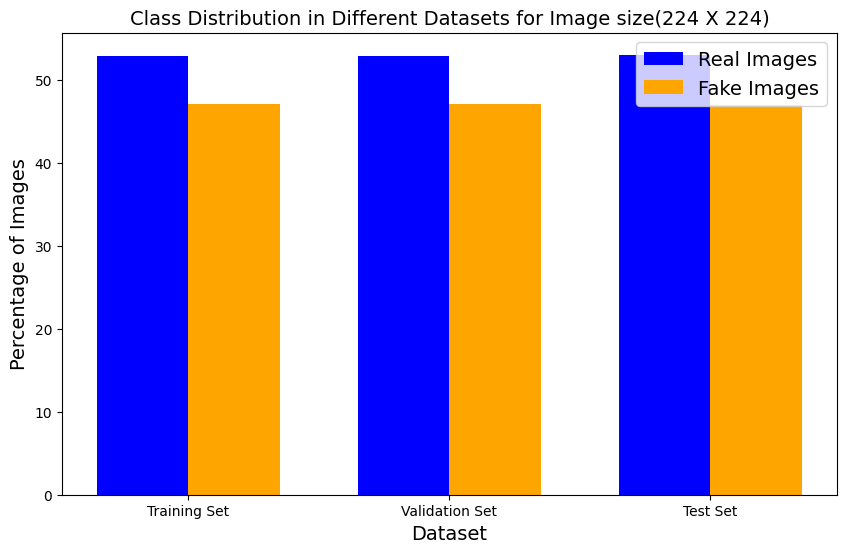 Class Distribution in Different Datasets for Image size(224 X 224)
Real Images
Fake Images
Percentage of Images
50
40
30
20
10
0
Training Set
Validation Set
Test Set
Dataset